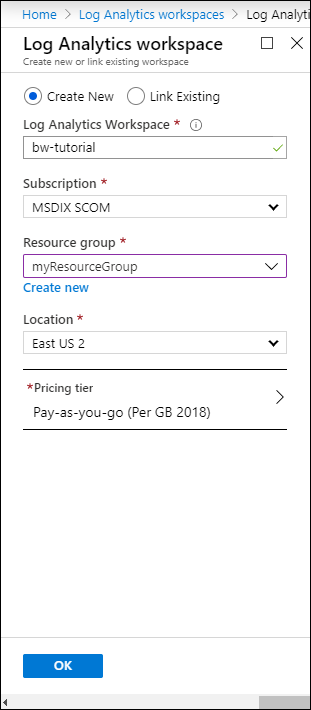 Home > Log Analytics workspaces > Log Analyti
Log Analytics workspace
Create new or link existing workspace
Create New Link Existing
Log Analytics Workspace *
bw-tutorial
Subscription *
MSDIX SCOM
Resource group *
myResourceGroup
Create new
Location *
East US 2
*Pricing tier
Pay-as-you-go (Per GB 2018)
OK